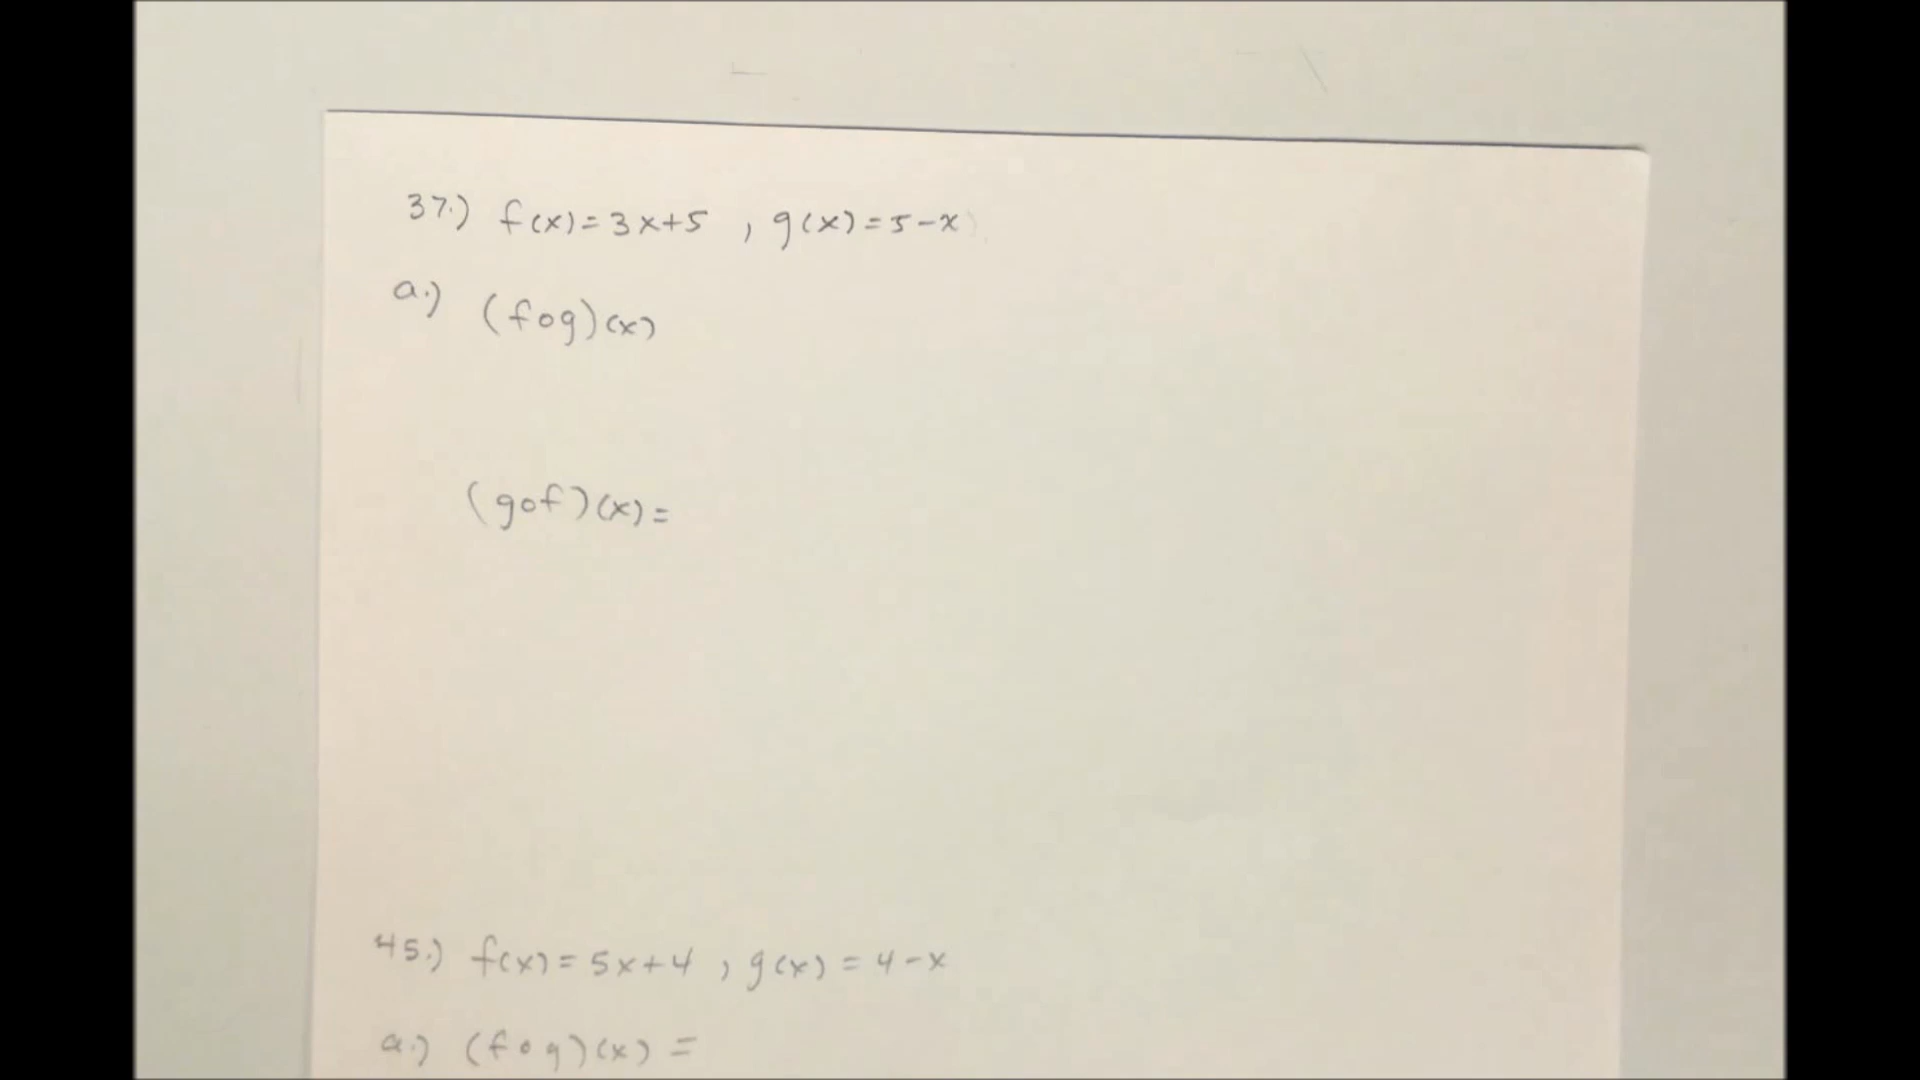 37.) f(x)=3x+5 , g(x)=5-x
a.) (fog)(x)
(gof)(x)=
45.) f(x)=5x+4 , g(x)=4-x
a.) (fog)(x)=